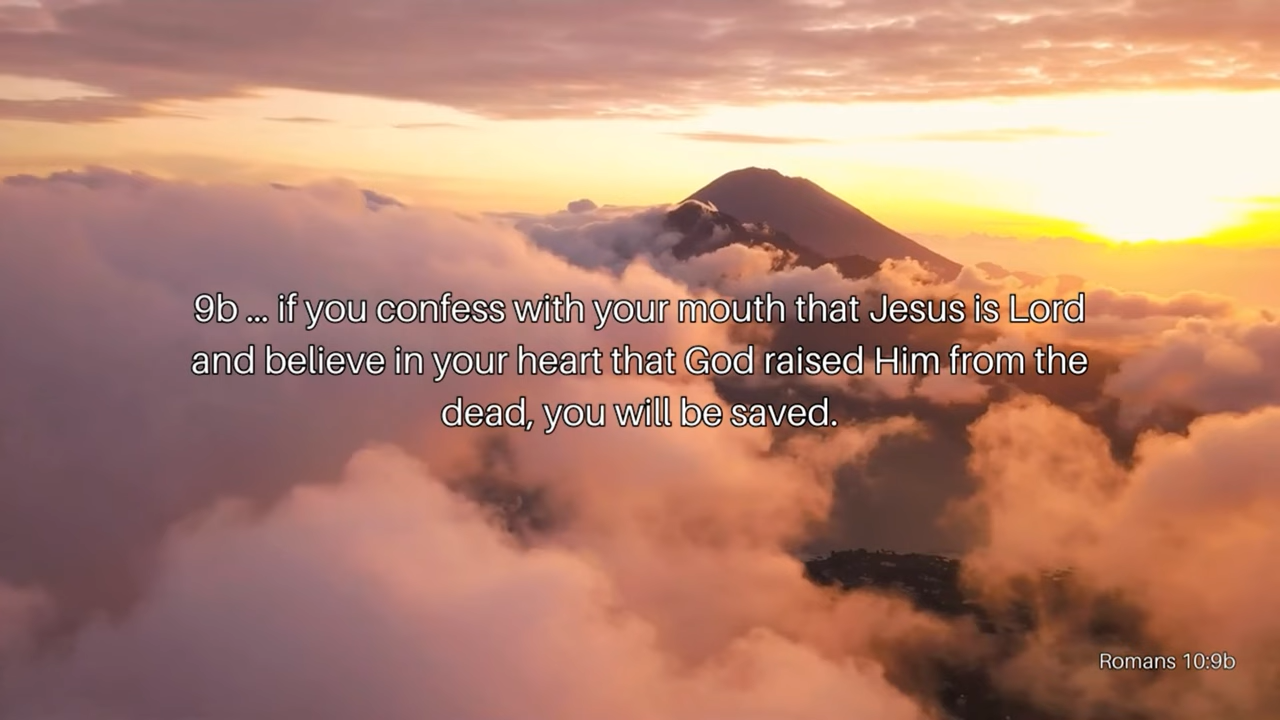 9b ... if you confess with your mouth that Jesus is Lord
and believe in your heart that God raised Him from the
dead, you will be saved.
Romans 10:9b